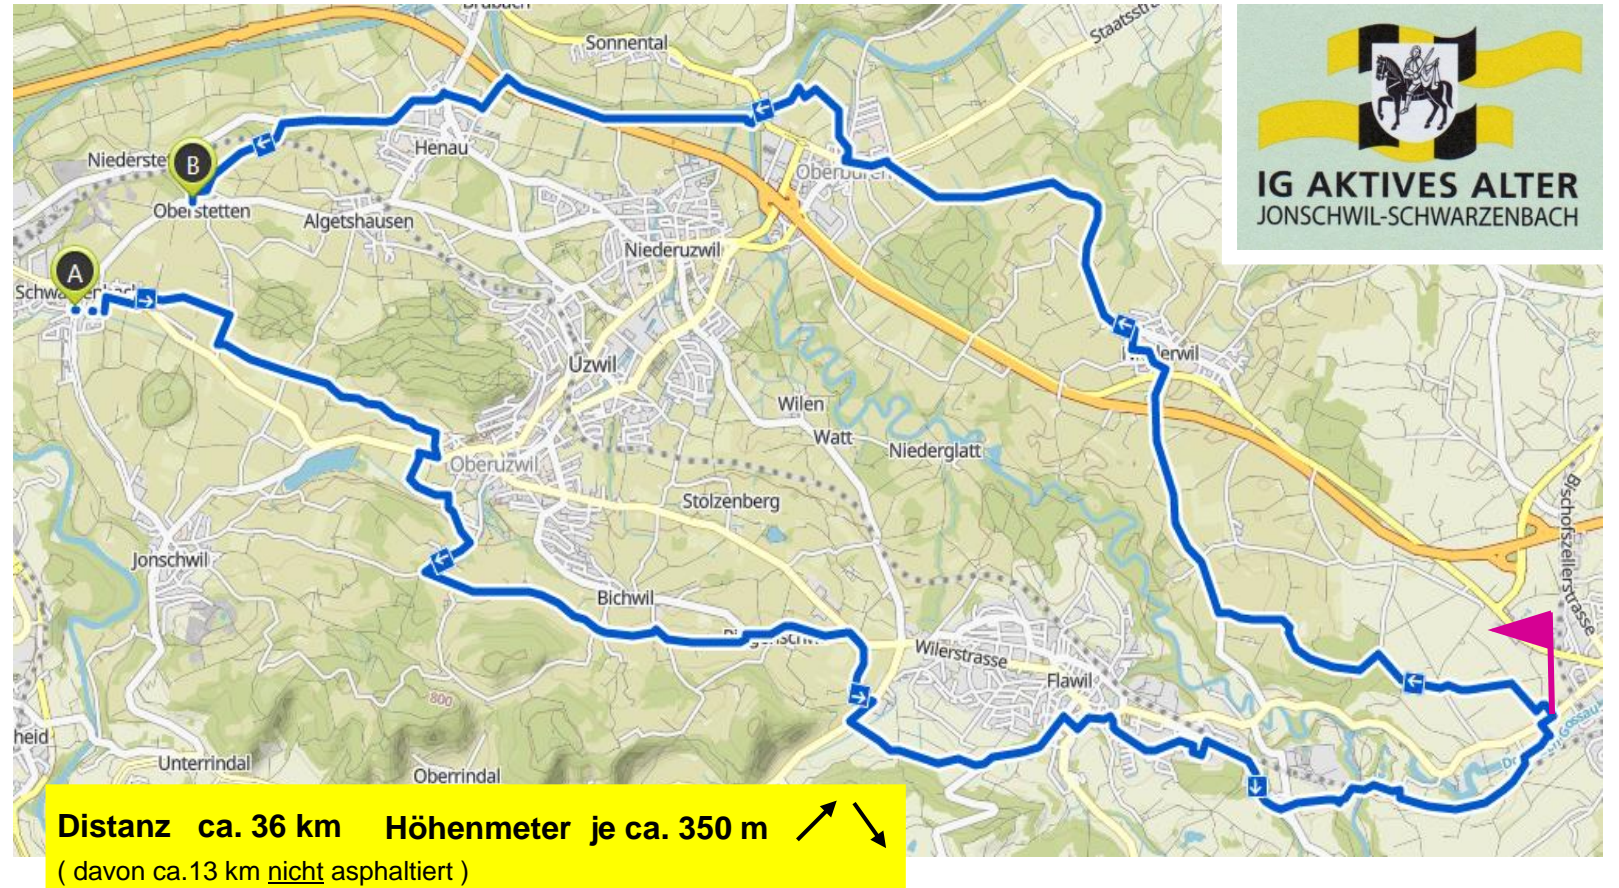 Sonnental
Staatsstra
IG AKTIVES ALTER
JONSCHWIL-SCHWARZENBACH
Henau
B
Oberstetten
Algetshausen
Niederuzwil
A
Uzwil
Wilen
Watt
Niederglatt
Oberuzwil
Stolzenberg
Bischofszellerstrasse
Jonschwil
Bichwil
Wilerstrasse
Flawil
800
heid
Unterrindal
Oberrindal
Distanz ca. 36 km Höhenmeter je ca. 350 m
( davon ca.13 km nicht asphaltiert )